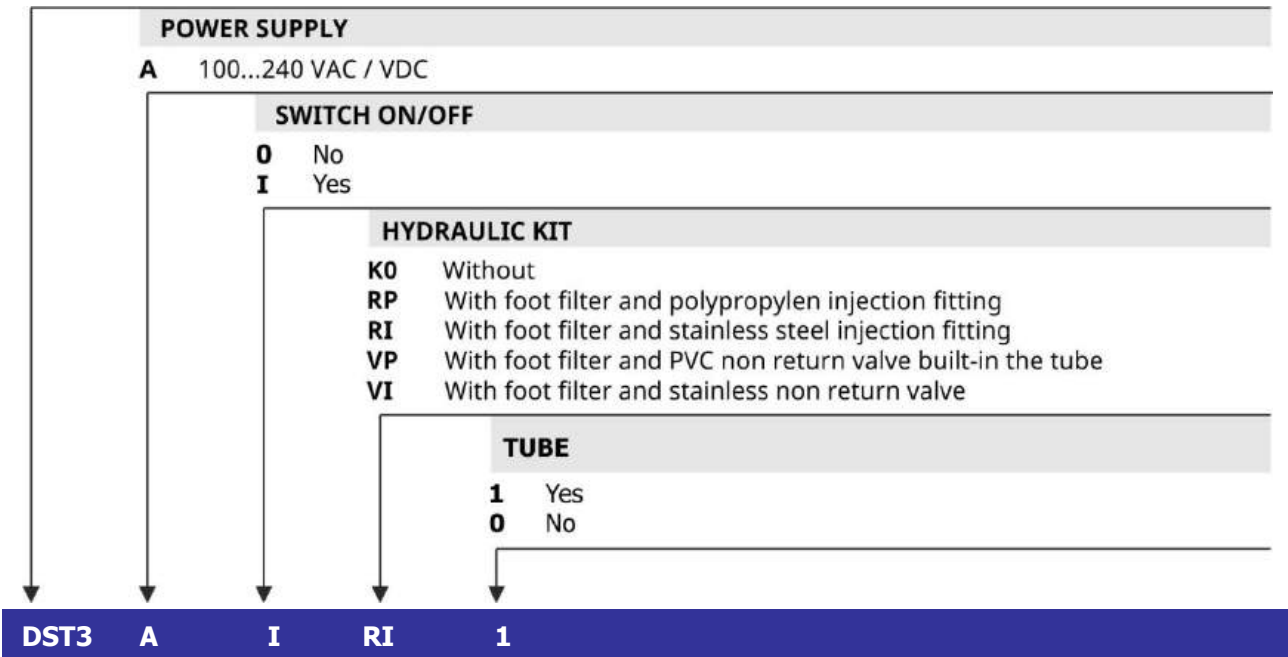 POWER SUPPLY
A 100...240 VAC / VDC
SWITCH ON/OFF
0 No
I Yes
HYDRAULIC KIT
K0 Without
RP With foot filter and polypropylen injection fitting
RI With foot filter and stainless steel injection fitting
VP With foot filter and PVC non return valve built-in the tube
VI With foot filter and stainless non return valve
TUBE
1 Yes
0 No
DST3 A I RI 1